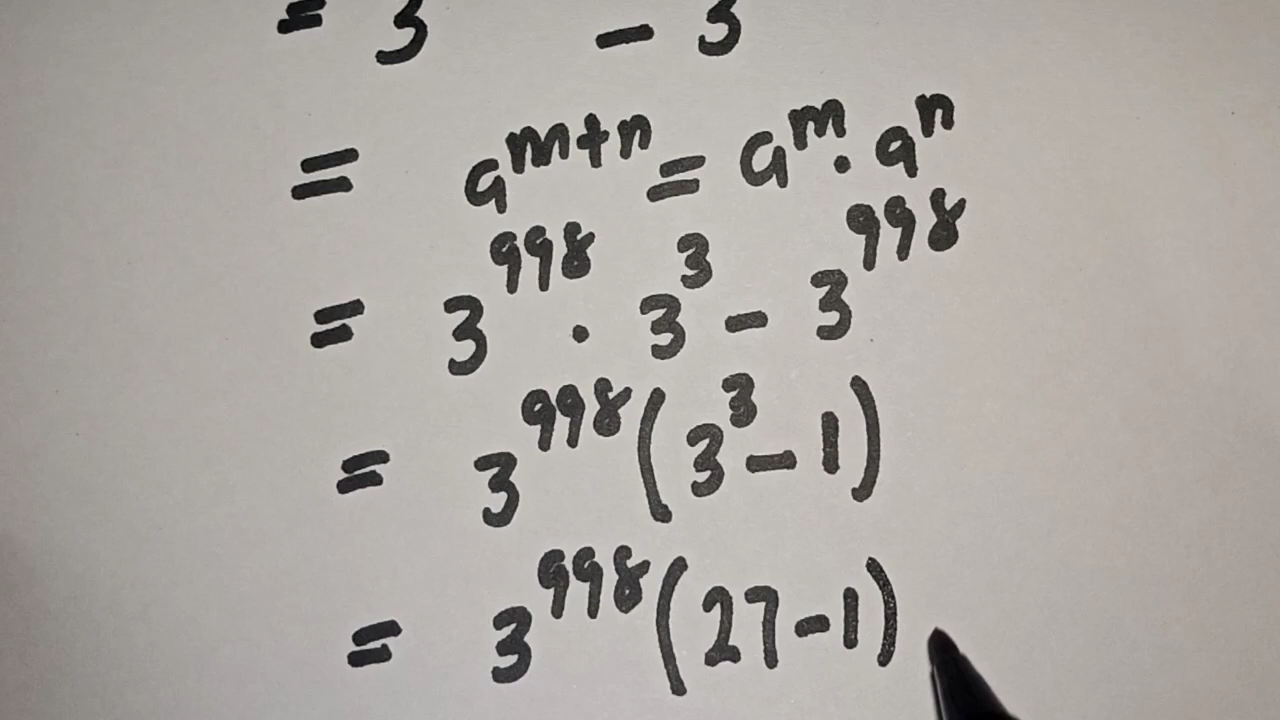 = 3 - 3
= a^{m+n} = a^m · a^n
= 3^{998} · 3^3 - 3^{998}
= 3^{998} (3^3 - 1)
= 3^{998} (27 - 1)